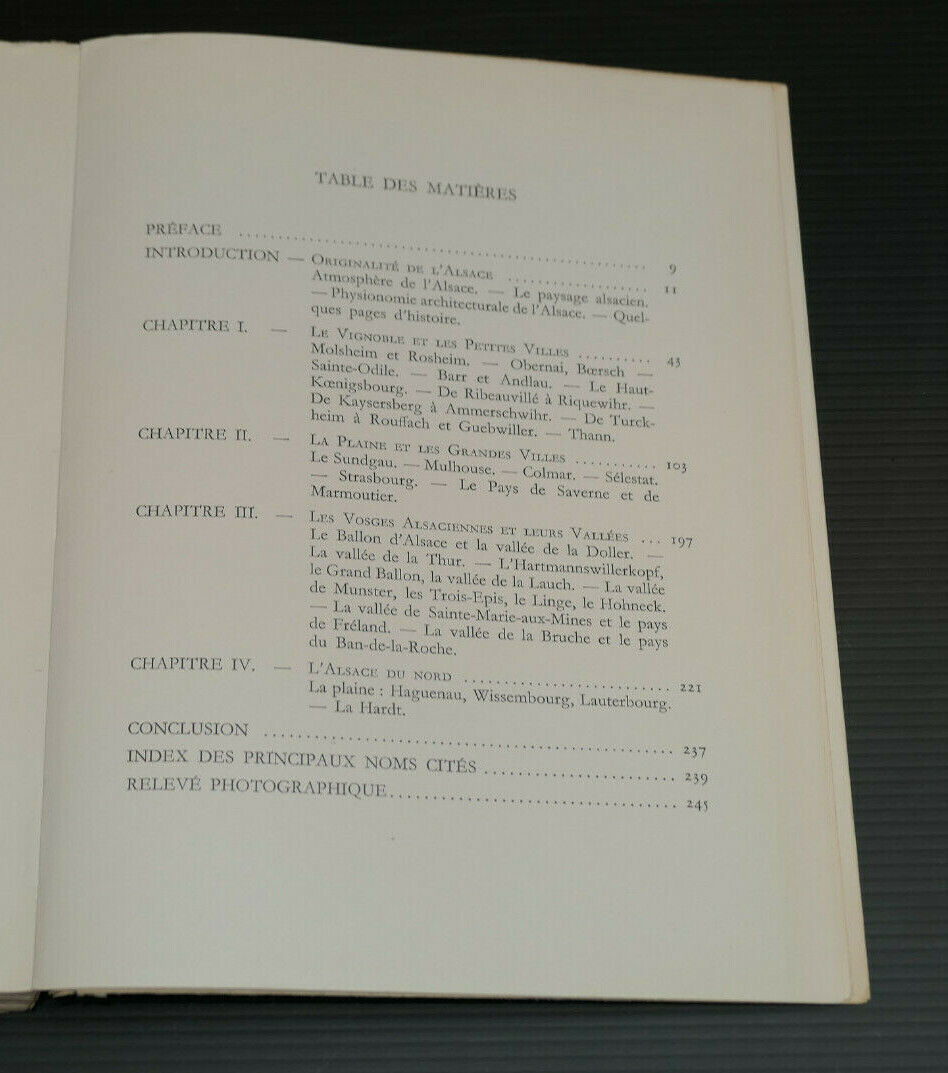 TABLE DES MATIÈRES
PRÉFACE ........................................ 9
INTRODUCTION — ORIGINALITÉ DE L'ALSACE .................. 11
Atmosphère de l'Alsace. — Le paysage alsacien.
— Physionomie architecturale de l'Alsace. — Quel-
ques pages d'histoire.
CHAPITRE I. — LE VIGNOBLE ET LES PETITES VILLES .......... 43
Molsheim et Rosheim. — Obernai, Bœrsch —
Sainte-Odile. — Barr et Andlau. — Le Haut-
Kœnigsbourg. — De Ribeauvillé à Riquewihr. —
De Kaysersberg à Ammerschwihr. — De Turck-
heim à Rouffach et Guebwiller. — Thann.
CHAPITRE II. — LA PLAINE ET LES GRANDES VILLES ........... 103
Le Sundgau. — Mulhouse. — Colmar. — Sélestat.
— Strasbourg. — Le Pays de Saverne et de
Marmoutier.
CHAPITRE III. — LES VOSGES ALSACIENNES ET LEURS VALLÉES ... 197
Le Ballon d'Alsace et la vallée de la Doller. —
La vallée de la Thur. — L'Hartmannswillerkopf,
le Grand Ballon, la vallée de la Lauch. — La vallée
de Munster, les Trois-Epis, le Linge, le Hohneck.
— La vallée de Sainte-Marie-aux-Mines et le pays
de Fréland. — La vallée de la Bruche et le pays
du Ban-de-la-Roche.
CHAPITRE IV. — L'ALSACE DU NORD .......................... 221
La plaine : Haguenau, Wissembourg, Lauterbourg.
— La Hardt.
CONCLUSION .................................................... 237
INDEX DES PRINCIPAUX NOMS CITÉS ........................ 239
RELEVÉ PHOTOGRAPHIQUE.................................... 245